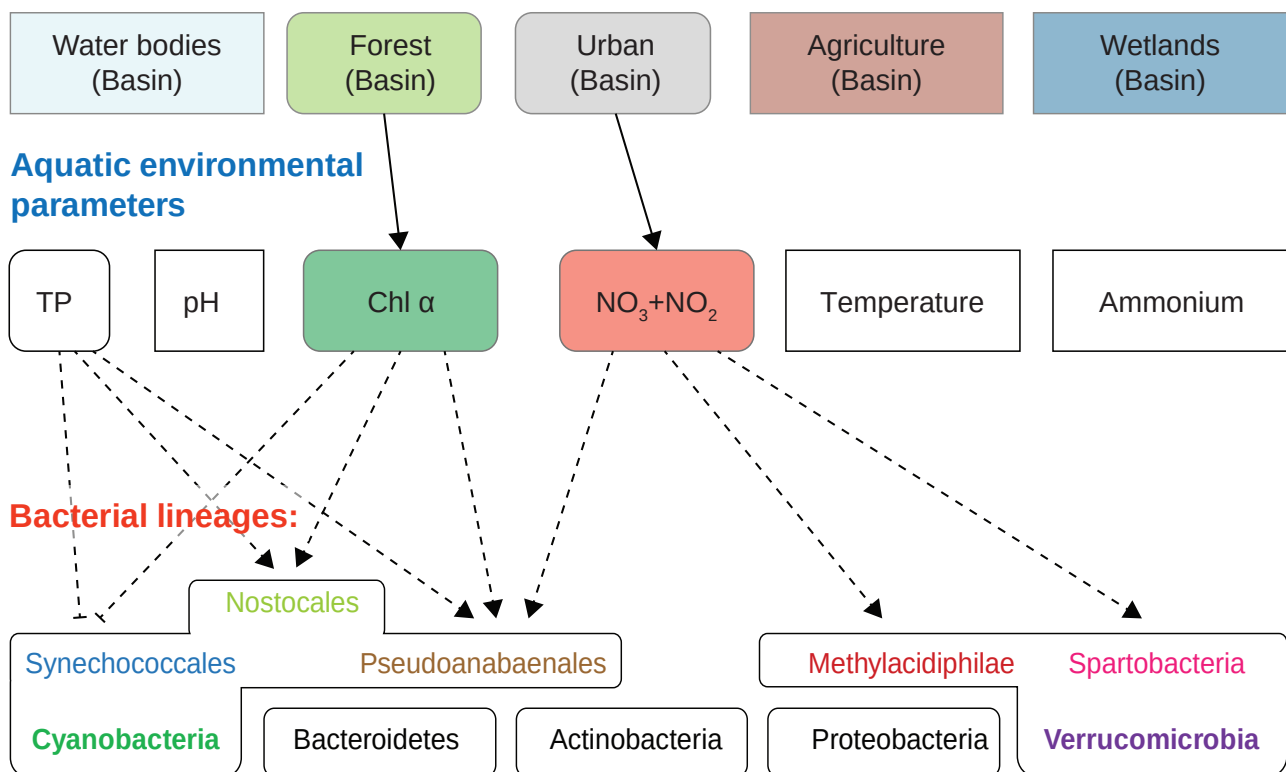 Water bodies
(Basin)
Forest
(Basin)
Urban
(Basin)
Agriculture
(Basin)
Wetlands
(Basin)
Aquatic environmental
parameters
TP
pH
Chl α
NO₃+NO₂
Temperature
Ammonium
Bacterial lineages:
Nostocales
Synechococcales
Pseudoanabaenales
Methylacidiphilae
Spartobacteria
Cyanobacteria
Bacteroidetes
Actinobacteria
Proteobacteria
Verrucomicrobia